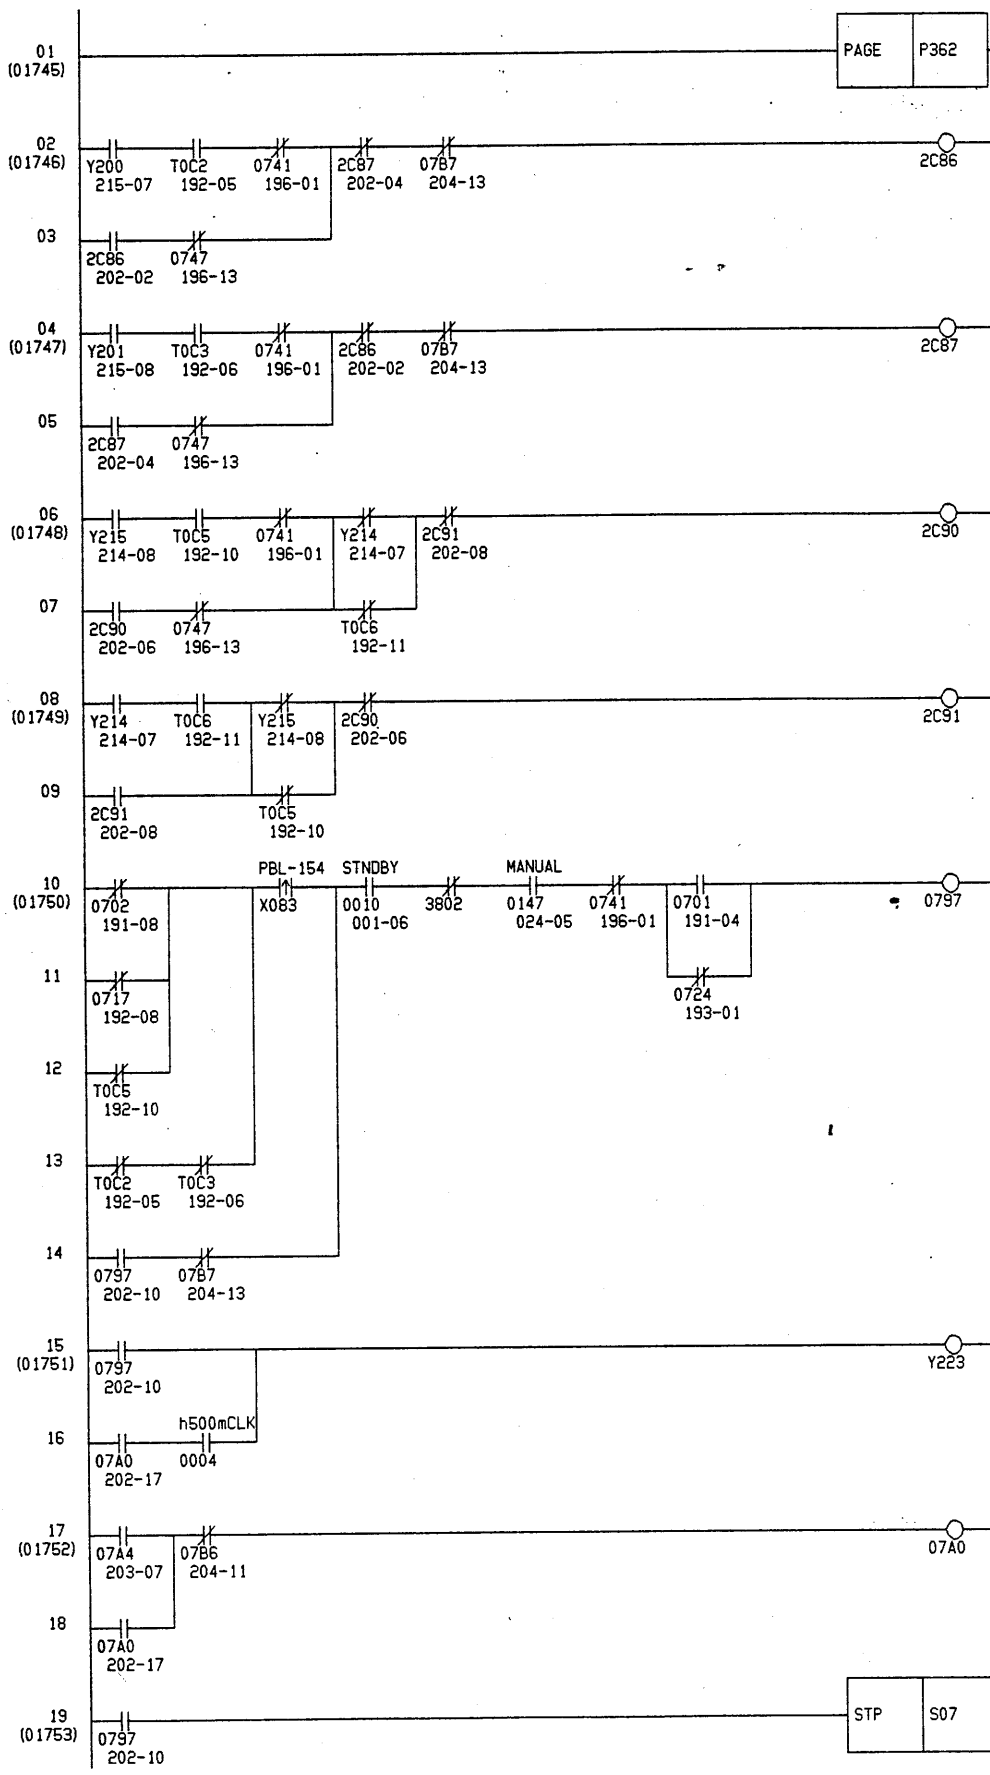 01
(01745)
PAGE P362
02
(01746)
Y200 T0C2 0741 2C87 07B7 2C86
215-07 192-05 196-01 202-04 204-13
03
2C86 0747
202-02 196-13
04
(01747)
Y201 T0C3 0741 2C86 07B7 2C87
215-08 192-06 196-01 202-02 204-13
05
2C87 0747
202-04 196-13
06
(01748)
Y215 T0C5 0741 Y214 2C91 2C90
214-08 192-10 196-01 214-07 202-08
07
2C90 0747 T0C6
202-06 196-13 192-11
08
(01749)
Y214 T0C6 Y215 2C90 2C91
214-07 192-11 214-08 202-06
09
2C91 T0C5
202-08 192-10
PBL-154 STNDBY MANUAL
10
(01750)
0702 X083 0010 3802 0147 0741 0701 0797
191-08 001-06 024-05 196-01 191-04
11
0717 0724
192-08 193-01
12
T0C5
192-10
13
T0C2 T0C3
192-05 192-06
14
0797 07B7
202-10 204-13
15
(01751)
0797 Y223
202-10
h500mCLK
16
07A0 0004
202-17
17
(01752)
07A4 07B6 07A0
203-07 204-11
18
07A0
202-17
19
(01753)
0797
202-10
STP S07